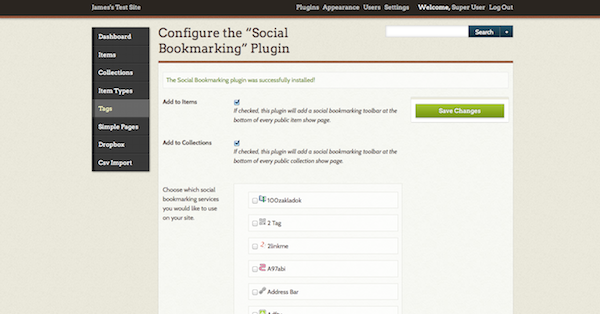 James's Test Site
Plugins Appearance Users Settings Welcome, Super User Log Out
Dashboard
Items
Collections
Item Types
Tags
Simple Pages
Dropbox
Csv Import
Configure the “Social
Bookmarking” Plugin
Search
The Social Bookmarking plugin was successfully installed!
Add to Items
If checked, this plugin will add a social bookmarking toolbar at the
bottom of every public item show page.
Save Changes
Add to Collections
If checked, this plugin will add a social bookmarking toolbar at the
bottom of every public collection show page.
Choose which social
bookmarking services
you would like to use
on your site.
100zakladok
2 Tag
2linkme
A97abi
Address Bar